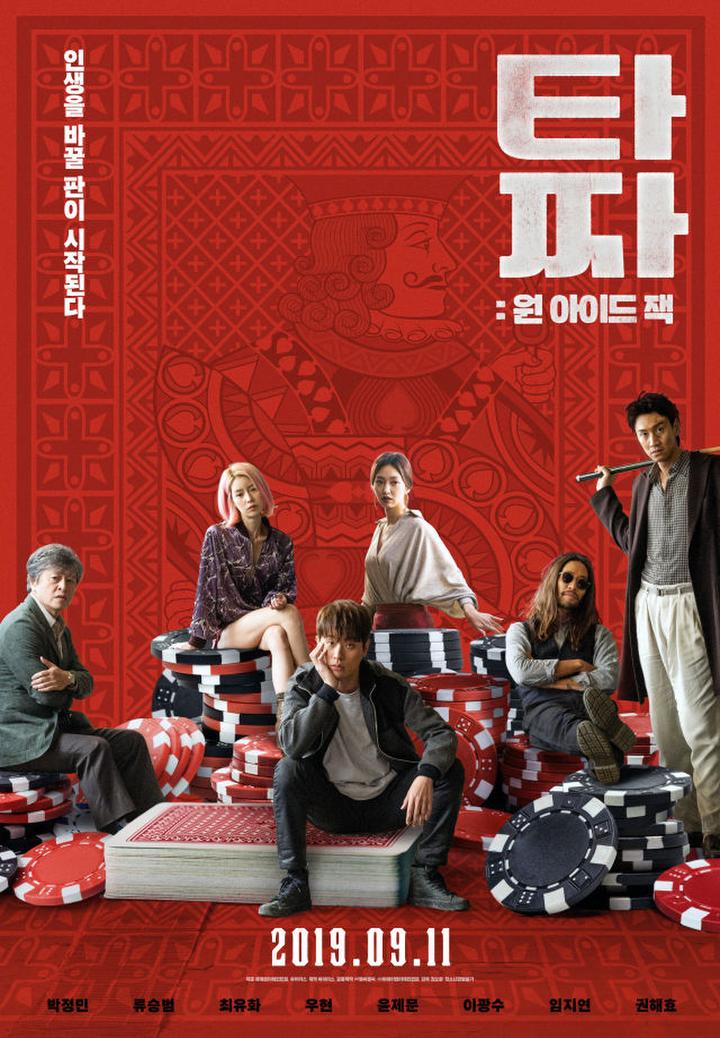 인생을 바꿀 판이 시작된다
타
짜
: 원 아이드 잭
2019.09.11
박정민 류승범 최유화 우현 윤제문 이광수 임지연 권해효